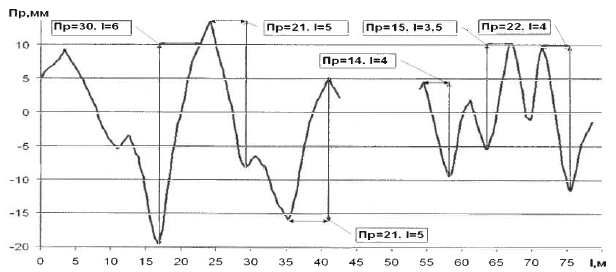 Пр,мм
Пр=30. l=6
Пр=21. l=5
Пр=15, l=3,5
Пр=22. l=4
Пр=14. l=4
Пр=21. l=5
10
5
0
-5
-10
-15
-20
0 5 10 15 20 25 30 35 40 45 50 55 60 65 70 75 l,м